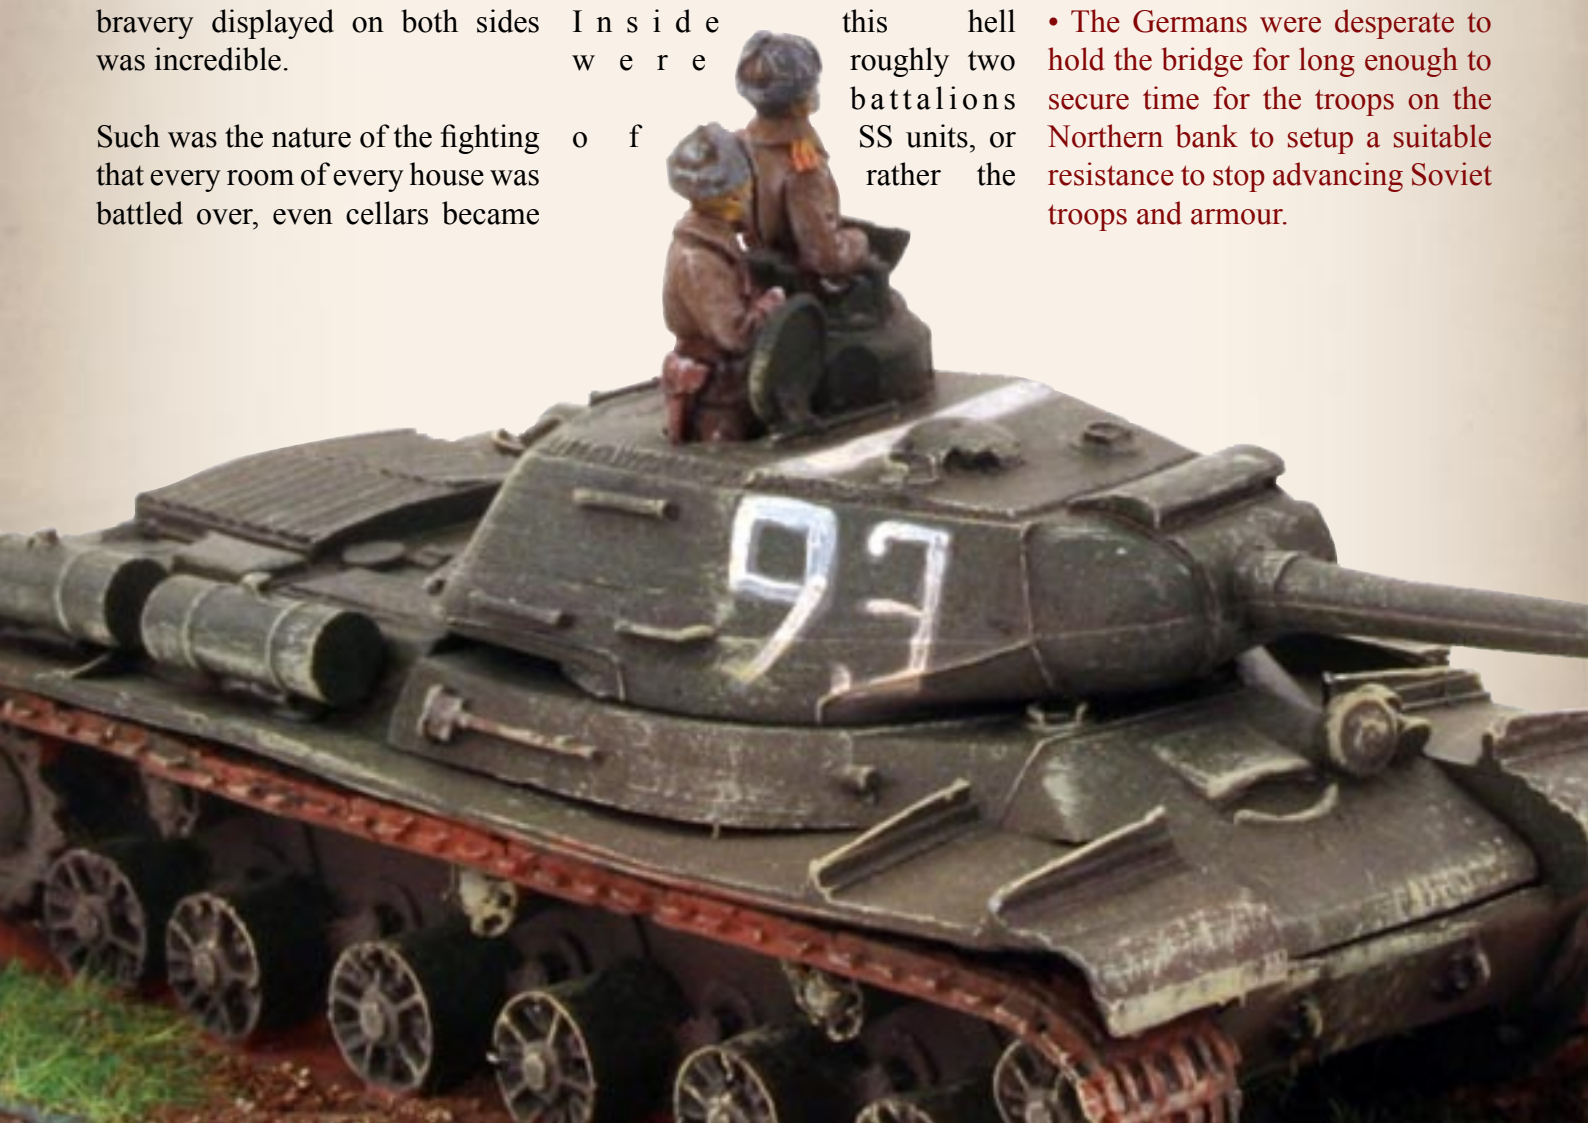 bravery displayed on both sides
was incredible.
Such was the nature of the fighting
that every room of every house was
battled over, even cellars became
Inside this hell
were roughly two
battalions
of SS units, or
rather the
• The Germans were desperate to
hold the bridge for long enough to
secure time for the troops on the
Northern bank to setup a suitable
resistance to stop advancing Soviet
troops and armour.
93